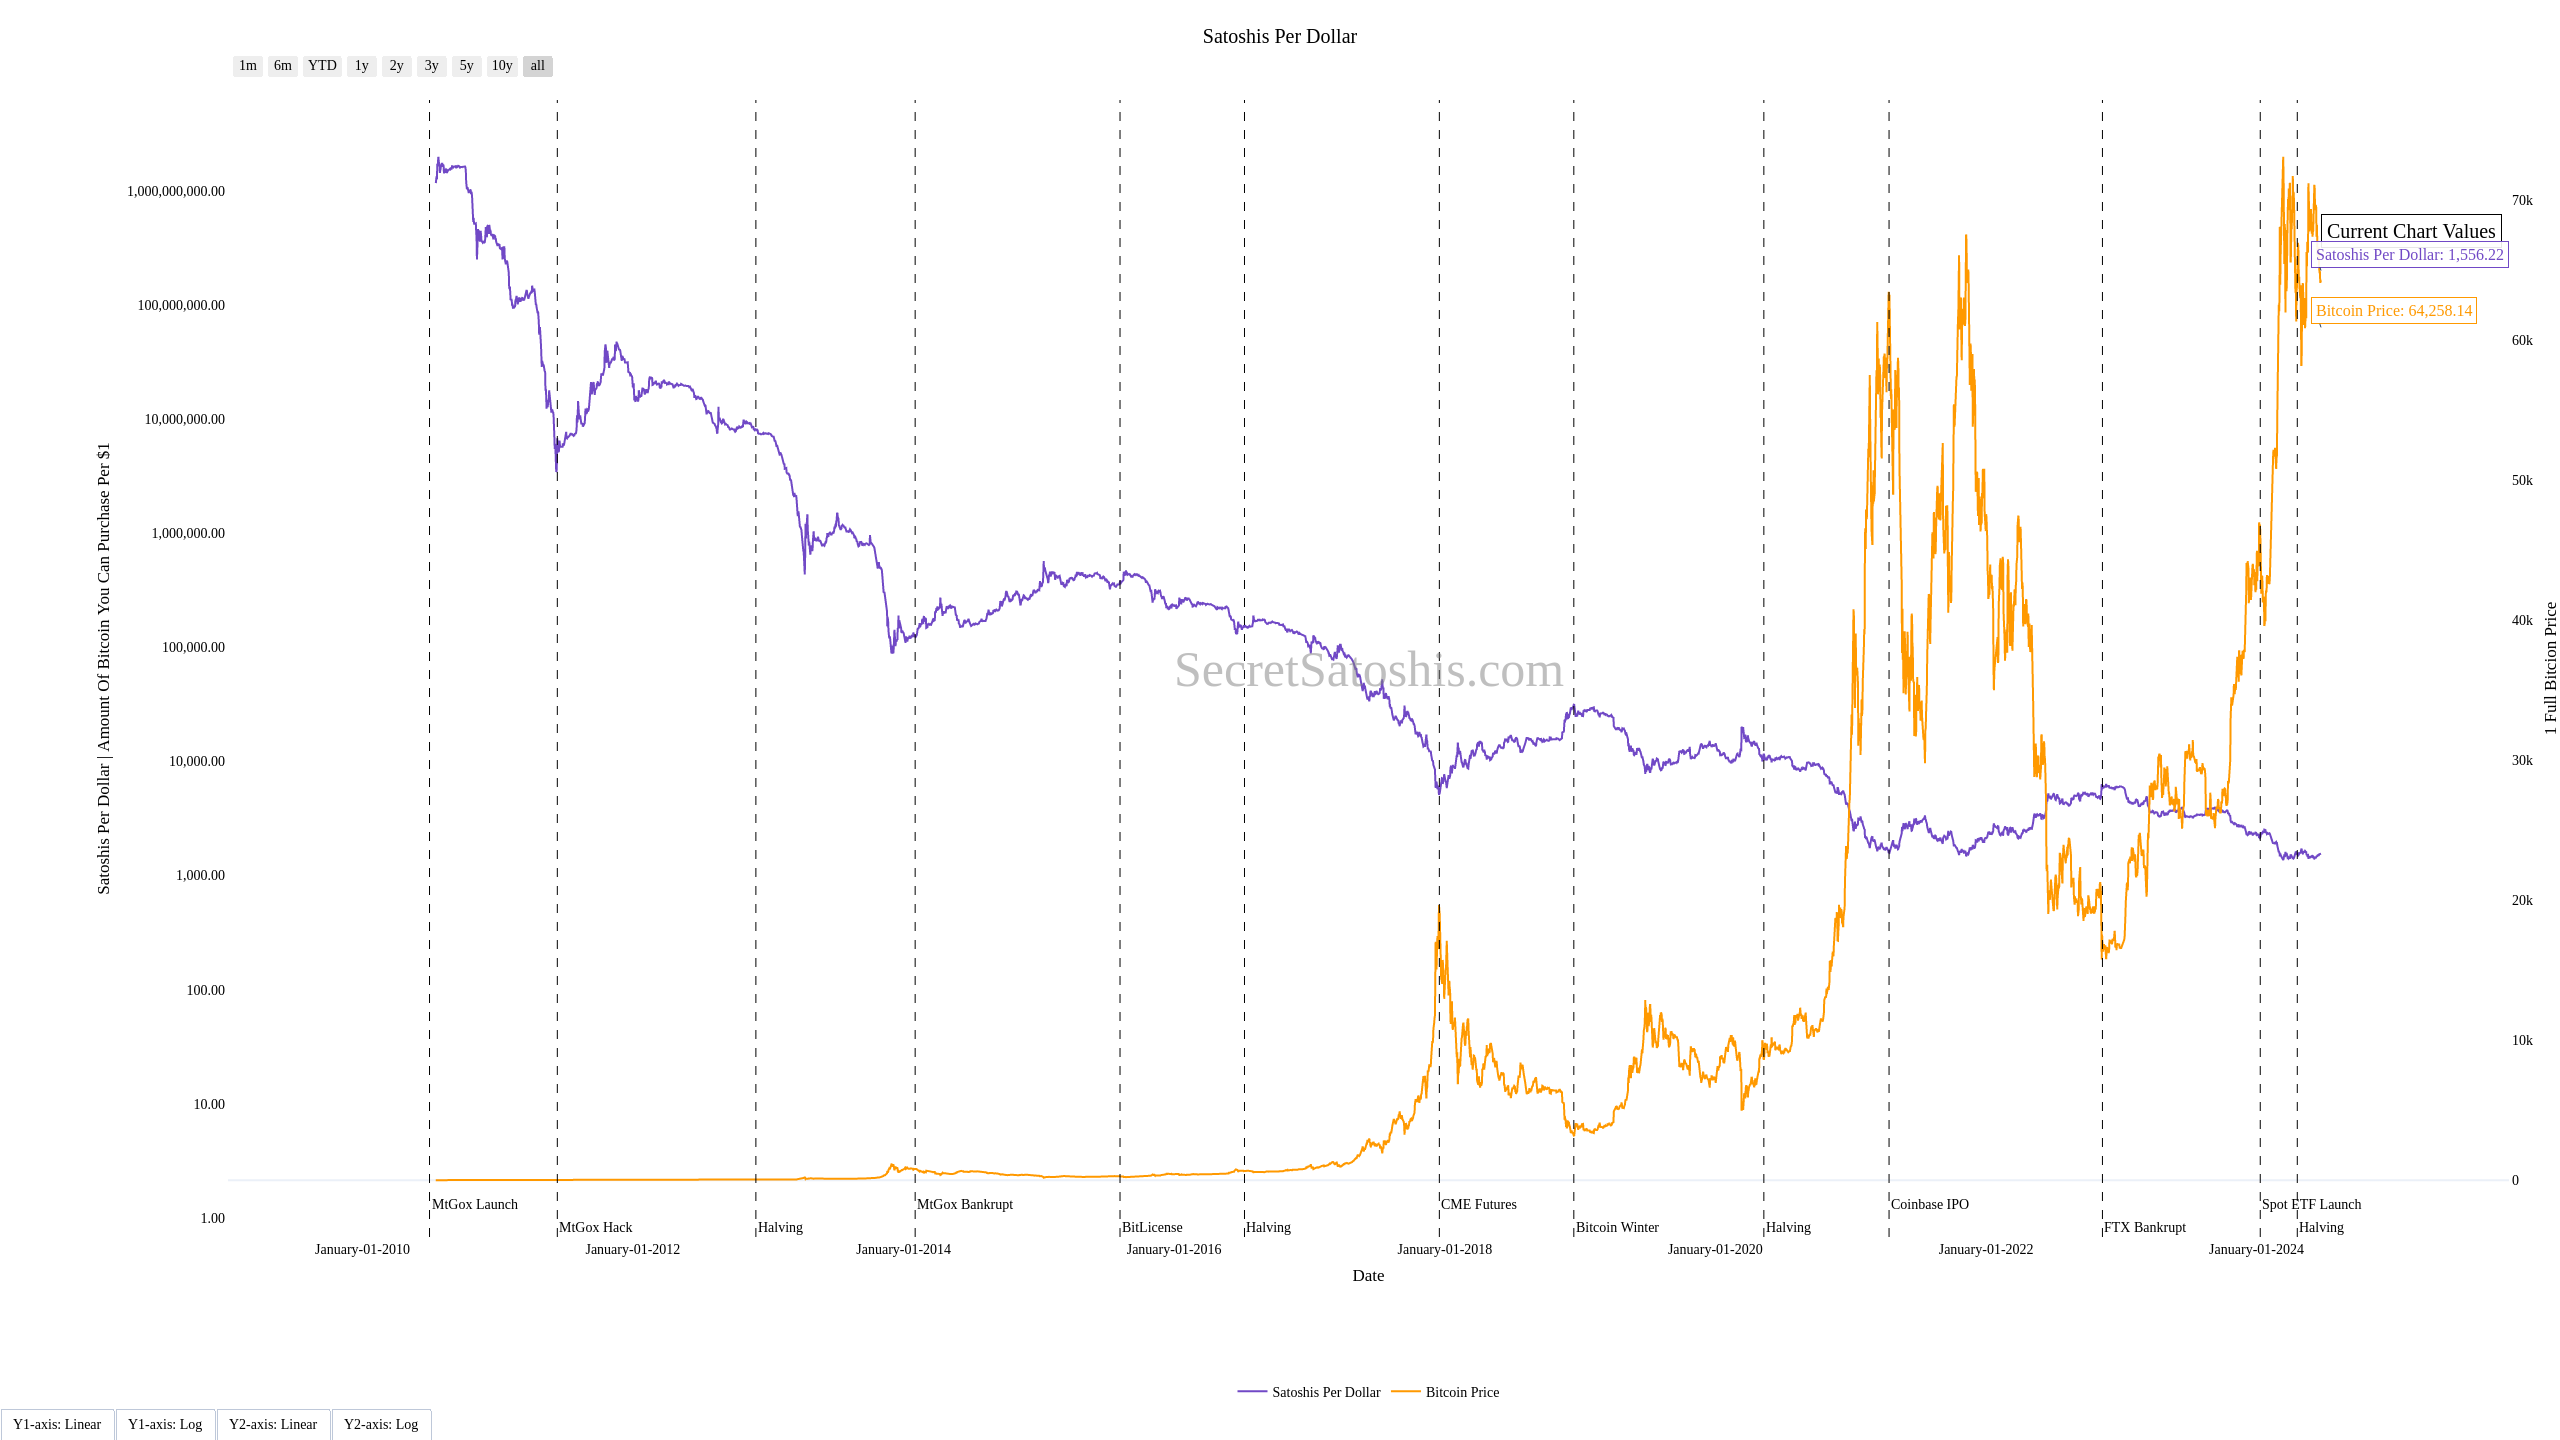 Satoshis Per Dollar
1m 6m YTD 1y 2y 3y 5y 10y all
1,000,000,000.00
100,000,000.00
10,000,000.00
1,000,000.00
100,000.00
10,000.00
1,000.00
100.00
10.00
1.00
Satoshis Per Dollar | Amount Of Bitcoin You Can Purchase Per $1
70k
60k
50k
40k
30k
20k
10k
0
1 Full Bitcion Price
Current Chart Values
Satoshis Per Dollar: 1,556.22
Bitcoin Price: 64,258.14
SecretSatoshis.com
MtGox Launch
MtGox Hack
Halving
MtGox Bankrupt
BitLicense
Halving
CME Futures
Bitcoin Winter
Halving
Coinbase IPO
FTX Bankrupt
Spot ETF Launch
Halving
January-01-2010 January-01-2012 January-01-2014 January-01-2016 January-01-2018 January-01-2020 January-01-2022 January-01-2024
Date
Satoshis Per Dollar Bitcoin Price
Y1-axis: Linear Y1-axis: Log Y2-axis: Linear Y2-axis: Log